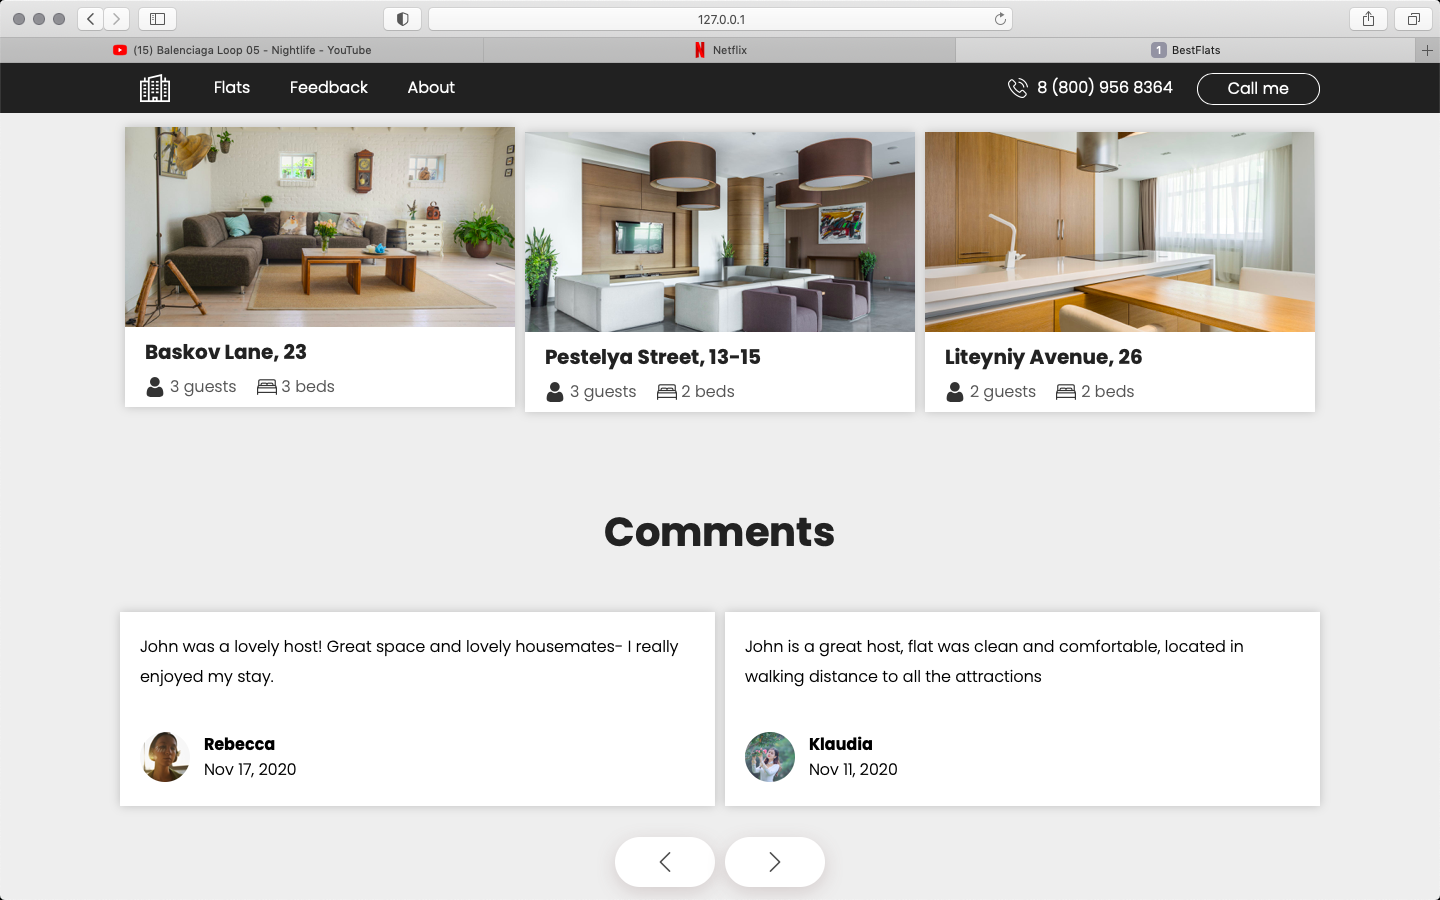 127.0.0.1
(15) Balenciaga Loop 05 - Nightlife - YouTube
Netflix
1 BestFlats
Flats Feedback About 8 (800) 956 8364 Call me
Baskov Lane, 23
3 guests 3 beds
Pestelya Street, 13-15
3 guests 2 beds
Liteyniy Avenue, 26
2 guests 2 beds
Comments
John was a lovely host! Great space and lovely housemates- I really
enjoyed my stay.
Rebecca
Nov 17, 2020
John is a great host, flat was clean and comfortable, located in
walking distance to all the attractions
Klaudia
Nov 11, 2020